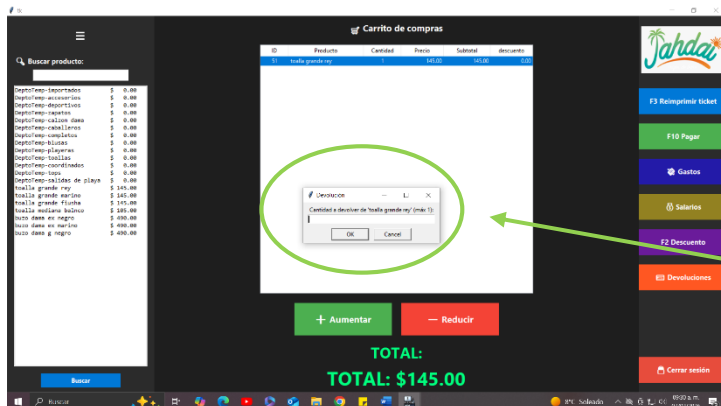 tk
Carrito de compras
Jahdai
Buscar producto:
ID Producto Cantidad Precio Subtotal descuento
51 toalla grande rey 1 145.00 145.00 0.00
DeptoTemp-importados $ 0.00
DeptoTemp-accesorios $ 0.00
DeptoTemp-deportivos $ 0.00
DeptoTemp-zapatos $ 0.00
DeptoTemp-calzon dama $ 0.00
DeptoTemp-caballeros $ 0.00
DeptoTemp-completos $ 0.00
DeptoTemp-blusas $ 0.00
DeptoTemp-playeras $ 0.00
DeptoTemp-toallas $ 0.00
DeptoTemp-coordinados $ 0.00
DeptoTemp-tops $ 0.00
DeptoTemp-salidas de playa $ 0.00
toalla grande rey $ 145.00
toalla grande marino $ 145.00
toalla grande fiusha $ 145.00
toalla mediana balnco $ 105.00
buzo dama ex negro $ 490.00
buzo dama ex marino $ 490.00
buzo dama g negro $ 490.00
F3 Reimprimir ticket
F10 Pagar
Gastos
Salarios
F2 Descuento
Devoluciones
Devolucion
Cantidad a devolver de 'toalla grande rey' (máx 1):
OK Cancel
+ Aumentar
— Reducir
TOTAL:
TOTAL: $145.00
Buscar
Cerrar sesión
Buscar
8°C Soleado